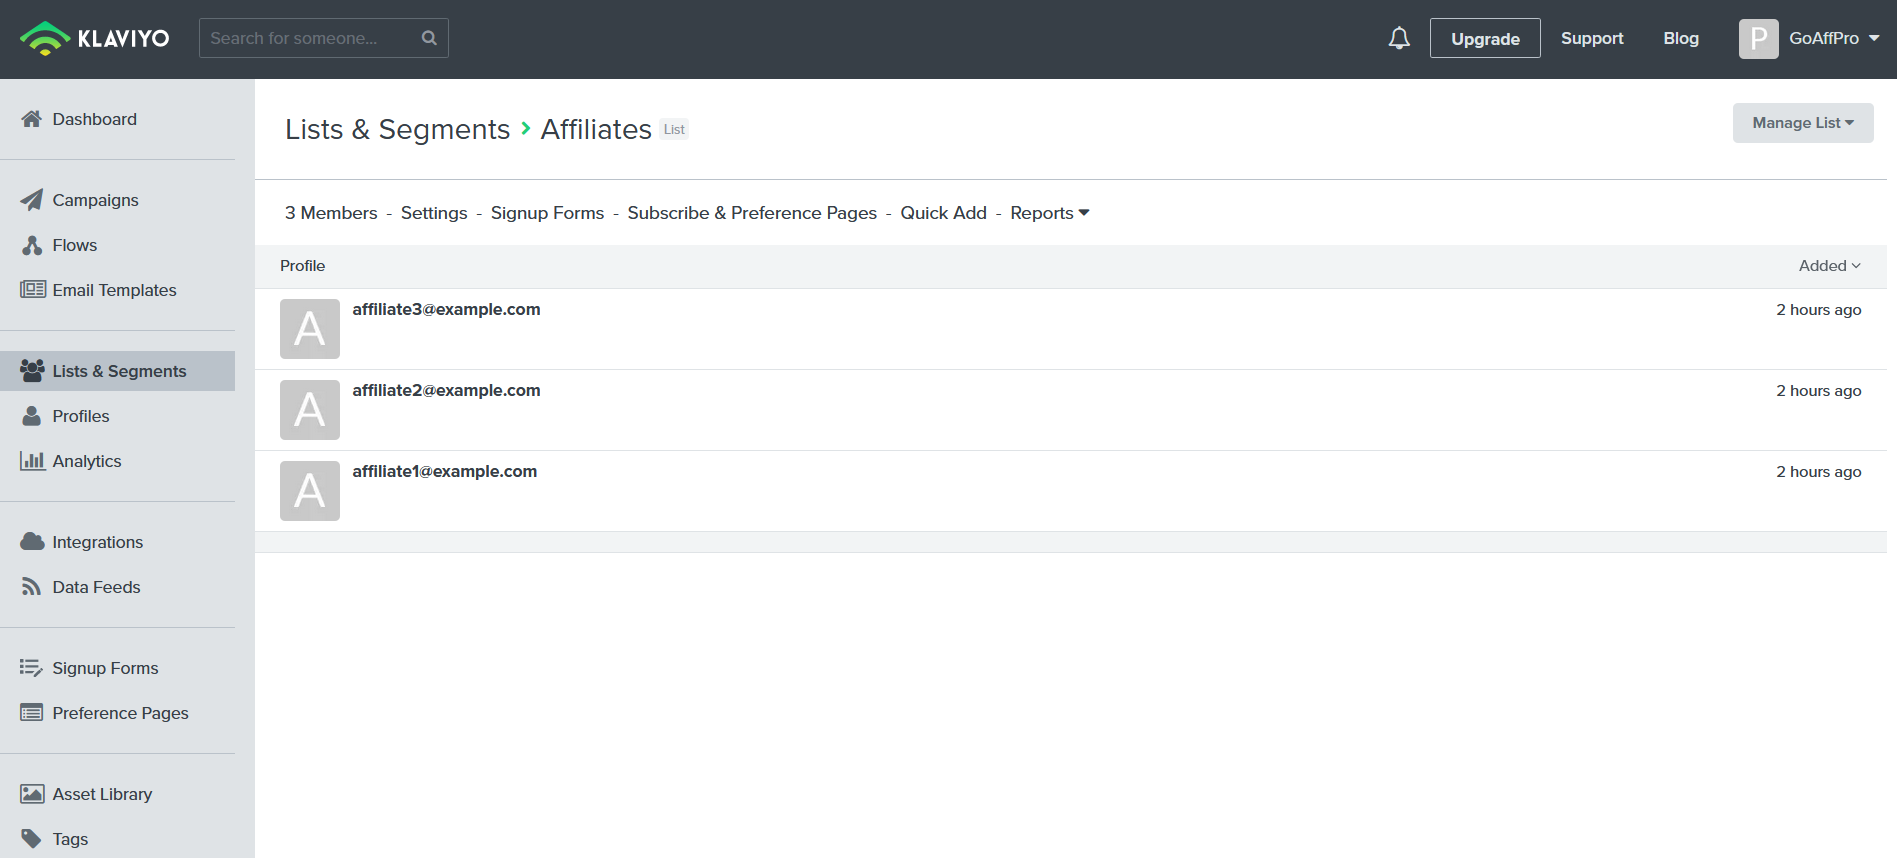 KLAVIYO
Search for someone...
Upgrade
Support
Blog
P
GoAffPro
Dashboard
Campaigns
Flows
Email Templates
Lists & Segments
Profiles
Analytics
Integrations
Data Feeds
Signup Forms
Preference Pages
Asset Library
Tags
Lists & Segments > Affiliates List
Manage List
3 Members - Settings - Signup Forms - Subscribe & Preference Pages - Quick Add - Reports
Profile
Added
A
affiliate3@example.com
2 hours ago
A
affiliate2@example.com
2 hours ago
A
affiliate1@example.com
2 hours ago